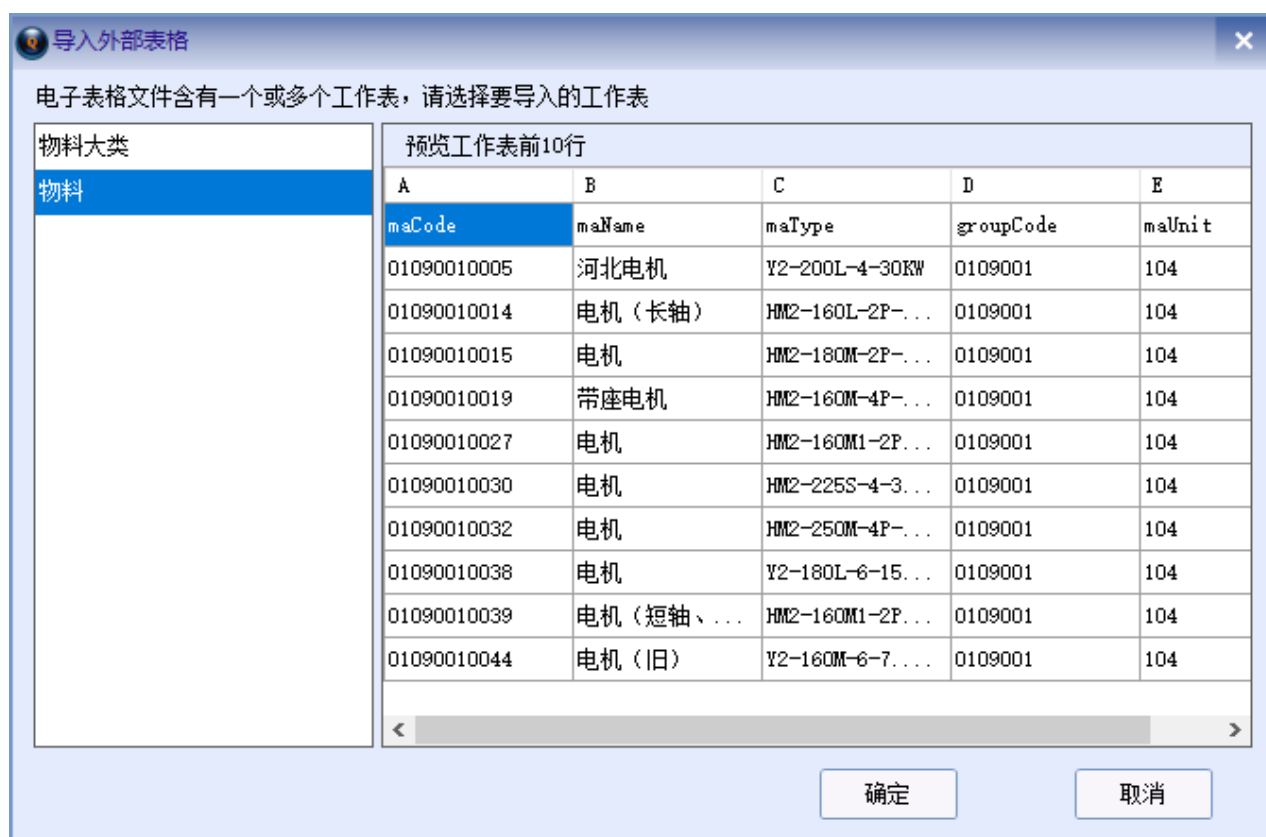 导入外部表格
电子表格文件含有一个或多个工作表，请选择要导入的工作表
物料大类
物料
预览工作表前10行
A B C D E
maCode maName maType groupCode maUnit
01090010005 河北电机 Y2-200L-4-30KW 0109001 104
01090010014 电机（长轴） HM2-160L-2P-... 0109001 104
01090010015 电机 HM2-180M-2P-... 0109001 104
01090010019 带座电机 HM2-160M-4P-... 0109001 104
01090010027 电机 HM2-160M1-2P... 0109001 104
01090010030 电机 HM2-225S-4-3... 0109001 104
01090010032 电机 HM2-250M-4P-... 0109001 104
01090010038 电机 Y2-180L-6-15... 0109001 104
01090010039 电机（短轴、... HM2-160M1-2P... 0109001 104
01090010044 电机（旧） Y2-160M-6-7.... 0109001 104
确定 取消